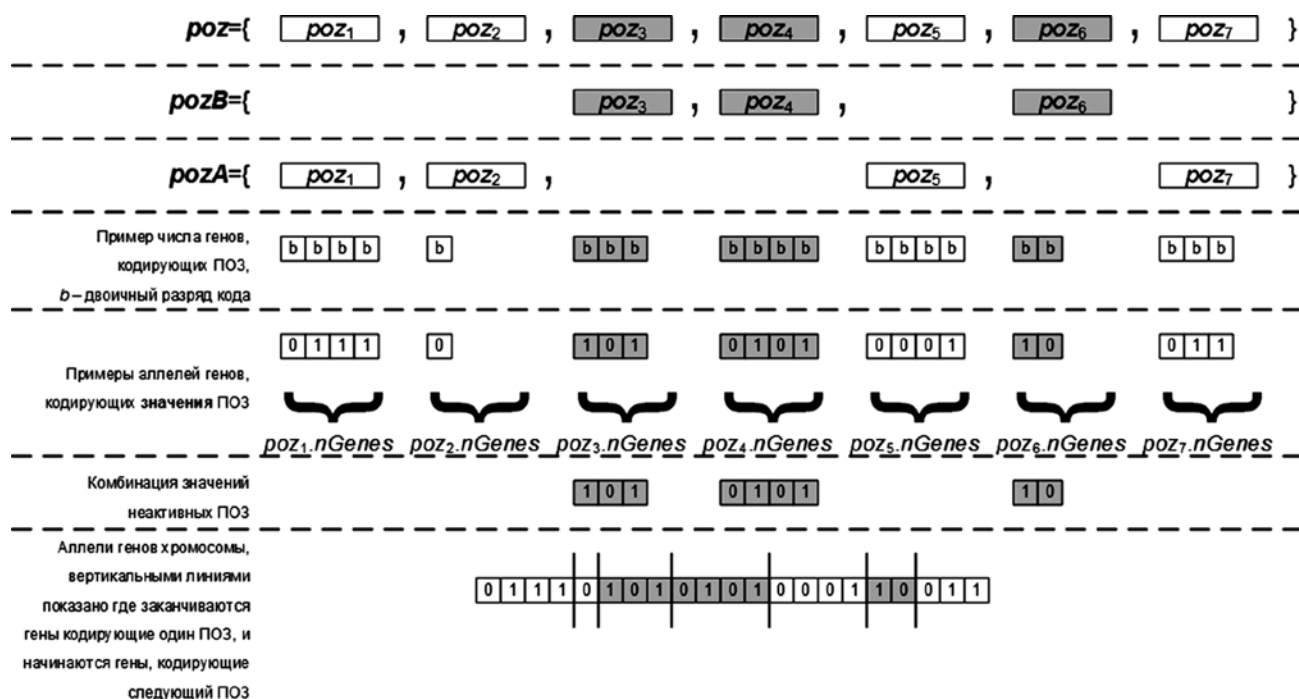 poz={ poz1 , poz2 , poz3 , poz4 , poz5 , poz6 , poz7 }
pozB={ poz3 , poz4 , poz6 }
pozA={ poz1 , poz2 , poz5 , poz7 }
Пример числа генов,
кодирующих ПОЗ,
b – двоичный разряд кода
b b b b b b b b b b b b b b b b b b b b b
0 1 1 1 0 1 0 1 0 1 0 1 0 0 0 1 1 0 0 1 1
Примеры аллелей генов,
кодирующих значения ПОЗ
poz1.nGenes poz2.nGenes poz3.nGenes poz4.nGenes poz5.nGenes poz6.nGenes poz7.nGenes
Комбинация значений
неактивных ПОЗ
1 0 1 0 1 0 1 1 0
Аллели генов хромосомы,
вертикальными линиями
показано где заканчиваются
гены кодирующие один ПОЗ, и
начинаются гены, кодирующие
следующий ПОЗ
0 1 1 1 0 1 0 1 0 1 0 1 0 0 0 1 1 0 0 1 1